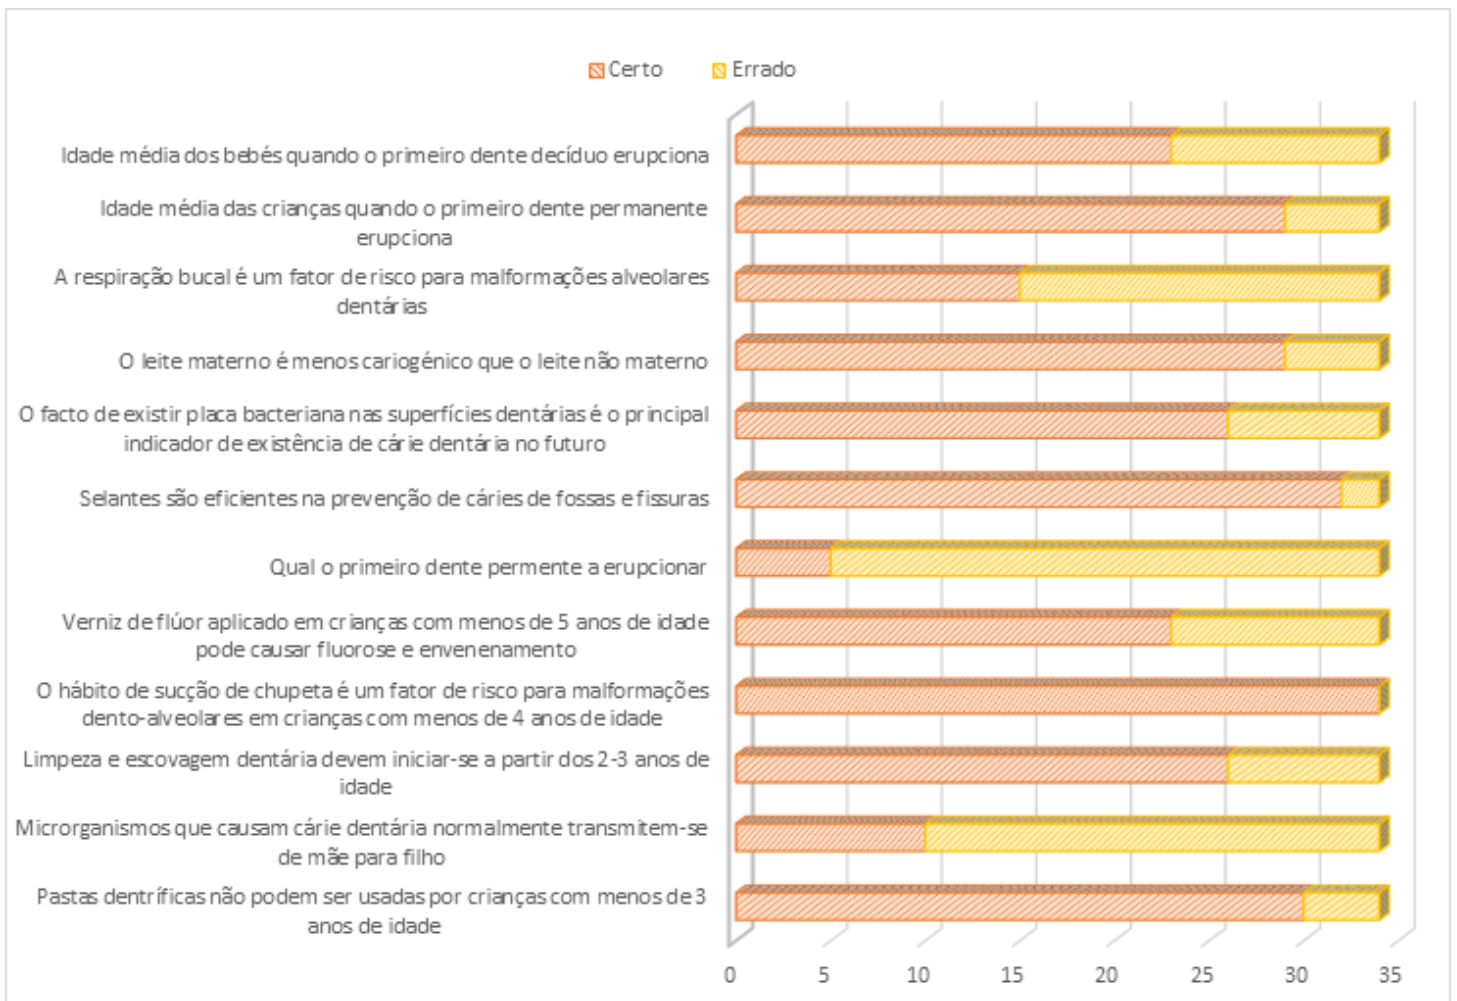 Certo Errado
Idade média dos bebés quando o primeiro dente decíduo erupciona
Idade média das crianças quando o primeiro dente permanente
erupciona
A respiração bucal é um fator de risco para malformações alveolares
dentárias
O leite materno é menos cariogénico que o leite não materno
O facto de existir placa bacteriana nas superfícies dentárias é o principal
indicador de existência de cárie dentária no futuro
Selantes são eficientes na prevenção de cáries de fossas e fissuras
Qual o primeiro dente permente a erupcionar
Verniz de flúor aplicado em crianças com menos de 5 anos de idade
pode causar fluorose e envenenamento
O hábito de sucção de chupeta é um fator de risco para malformações
dento-alveolares em crianças com menos de 4 anos de idade
Limpeza e escovagem dentária devem iniciar-se a partir dos 2-3 anos de
idade
Microrganismos que causam cárie dentária normalmente transmitem-se
de mãe para filho
Pastas dentríficas não podem ser usadas por crianças com menos de 3
anos de idade
0 5 10 15 20 25 30 35